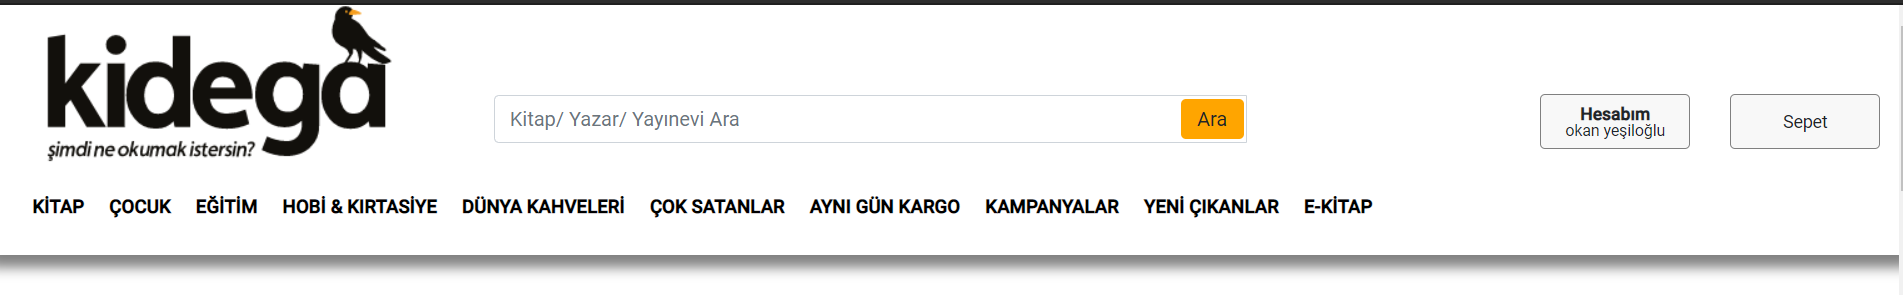 kidega
şimdi ne okumak istersin?
Kitap/ Yazar/ Yayınevi Ara
Ara
Hesabım
okan yeşiloğlu
Sepet
KİTAP ÇOCUK EĞİTİM HOBİ & KIRTASİYE DÜNYA KAHVELERİ ÇOK SATANLAR AYNI GÜN KARGO KAMPANYALAR YENİ ÇIKANLAR E-KİTAP